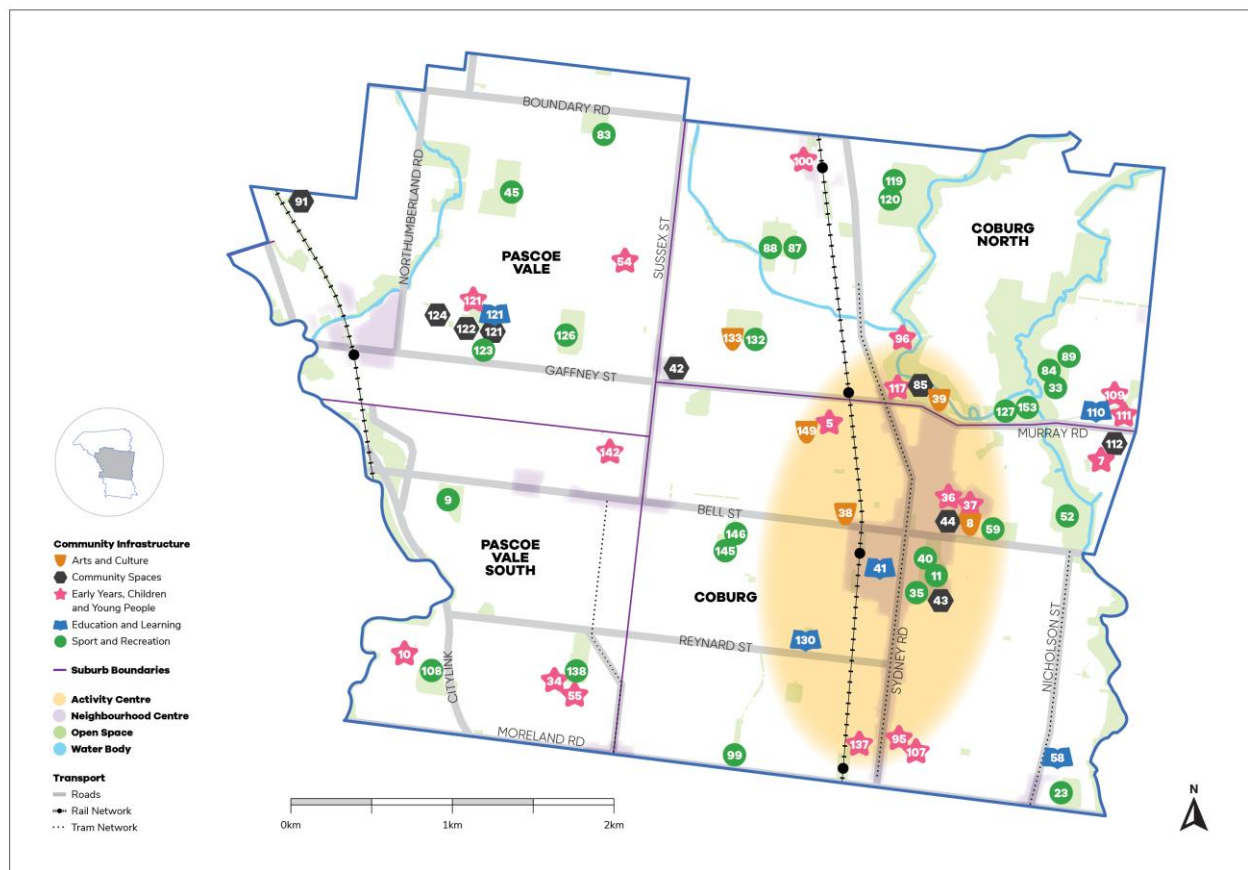 BOUNDARY RD
83
100
119
120
91
45
NORTHUMBERLAND RD
SUSSEX ST
COBURG
NORTH
PASCOE
VALE
88
87
54
121
121
124
122
121
123
126
133
132
96
42
GAFFNEY ST
117
85
39
89
84
33
109
127
153
110
111
MURRAY RD
112
7
5
149
142
9
BELL ST
38
36
37
44
8
59
52
PASCOE
VALE
SOUTH
146
145
40
41
11
35
43
COBURG
REYNARD ST
130
SYDNEY RD
NICHOLSON ST
10
108
CITYLINK
34
138
55
MORELAND RD
99
137
95
107
58
23
Community Infrastructure
Arts and Culture
Community Spaces
Early Years, Children
and Young People
Education and Learning
Sport and Recreation
Suburb Boundaries
Activity Centre
Neighbourhood Centre
Open Space
Water Body
Transport
Roads
Rail Network
Tram Network
0km
1km
2km
N